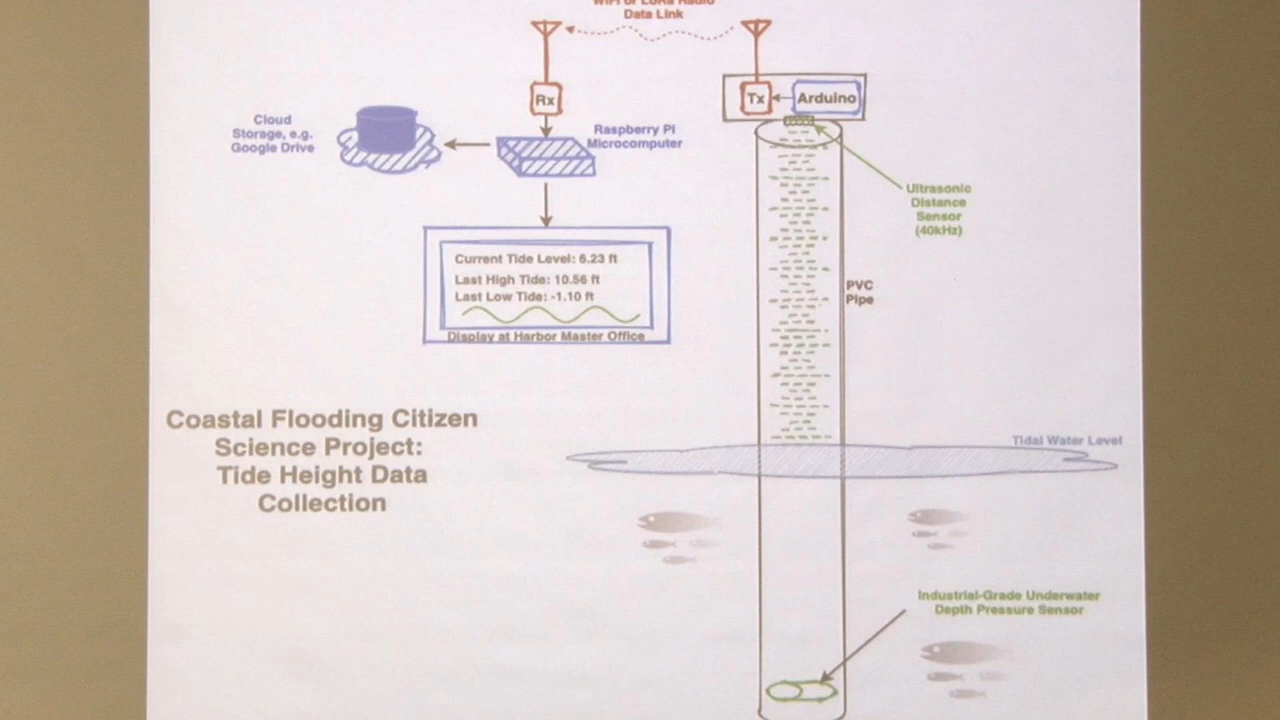 WiFi or LoRa Radio
Data Link
Rx
Tx
Arduino
Cloud
Storage, e.g.
Google Drive
Raspberry Pi
Microcomputer
Ultrasonic
Distance
Sensor
(40kHz)
Current Tide Level: 6.23 ft
Last High Tide: 10.56 ft
Last Low Tide: -1.10 ft
Display at Harbor Master Office
PVC
Pipe
Coastal Flooding Citizen
Science Project:
Tide Height Data
Collection
Tidal Water Level
Industrial-Grade Underwater
Depth Pressure Sensor